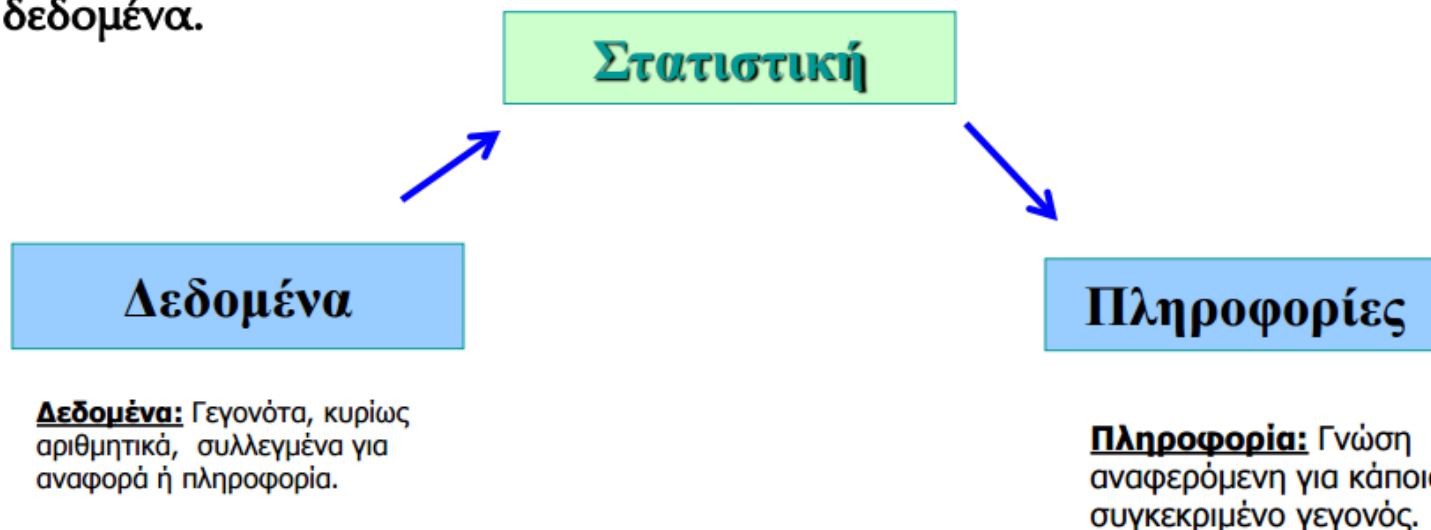 δεδομένα.
Στατιστική
Δεδομένα
Πληροφορίες
Δεδομένα: Γεγονότα, κυρίως
αριθμητικά, συλλεγμένα για
αναφορά ή πληροφορία.
Πληροφορία: Γνώση
αναφερόμενη για
συγκεκριμένο γεγονός.